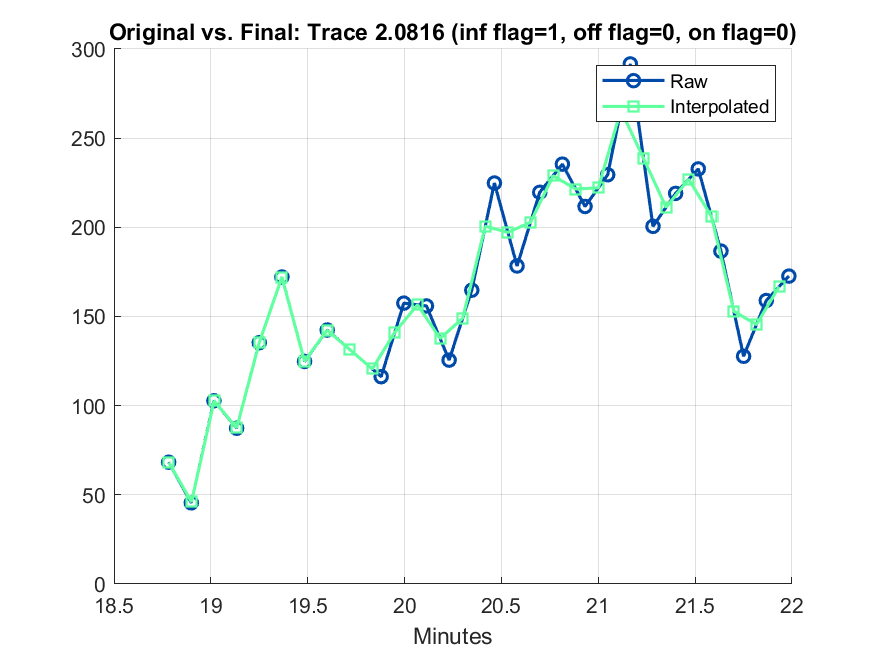 Original vs. Final: Trace 2.0816 (inf flag=1, off flag=0, on flag=0)
300
250
200
150
100
50
0
Raw
Interpolated
18.5 19 19.5 20 20.5 21 21.5 22
Minutes